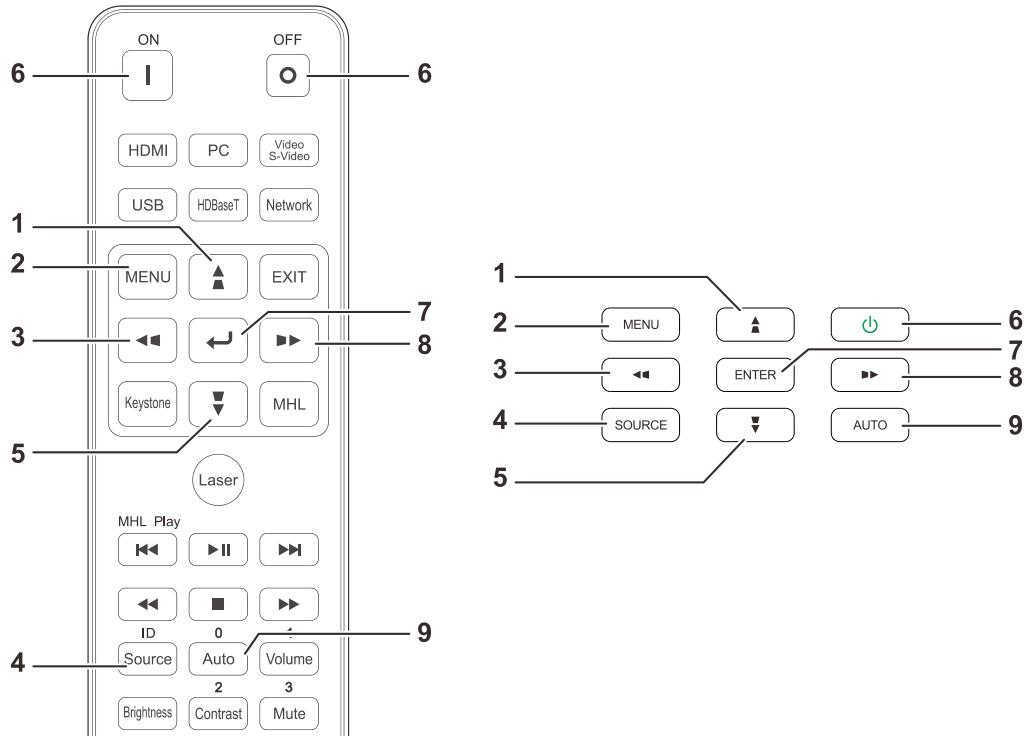 ON OFF
6 6
HDMI PC Video
S-Video
USB HDBaseT Network
1
2 MENU EXIT
3 7
8
Keystone MHL
5
Laser
MHL Play
ID 0
4 Source Auto Volume 9
2 3
Brightness Contrast Mute
1
2 MENU 6
7
3 ENTER 8
4 SOURCE AUTO 9
5